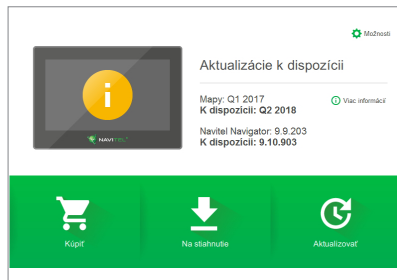 Možnosti
Aktualizácie k dispozícii
Mapy: Q1 2017
K dispozícii: Q2 2018
Viac informácií
Navitel Navigator: 9.9.203
K dispozícii: 9.10.903
NAVITEL
Kúpiť
Na stiahnutie
Aktualizovať